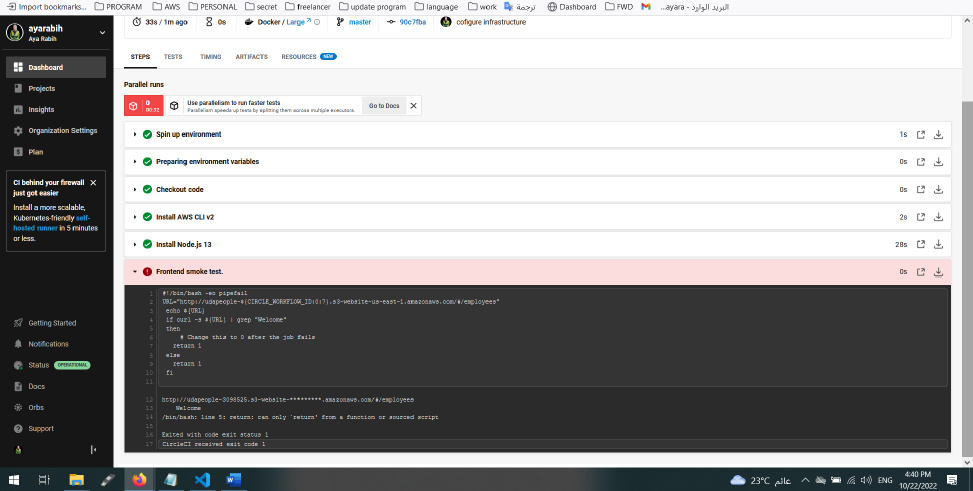 Import bookmarks...
PROGRAM
AWS
PERSONAL
secret
freelancer
update program
language
work
ترجمة
Dashboard
FWD
البريد الوارد - ayara...
ayarabih
Aya Rabih
33s / 1m ago
0s
Docker / Large
master
90c7fba
cofigure infrastructure
Dashboard
Projects
Insights
Organization Settings
Plan
CI behind your firewall
just got easier
Install a more scalable,
Kubernetes-friendly self-
hosted runner in 5 minutes
or less.
Getting Started
Notifications
Status OPERATIONAL
Docs
Orbs
Support
STEPS
TESTS
TIMING
ARTIFACTS
RESOURCES NEW
Parallel runs
0
00:32
Use parallelism to run faster tests
Parallelism speeds up tests by splitting them across multiple executors.
Go to Docs
Spin up environment 1s
Preparing environment variables 0s
Checkout code 0s
Install AWS CLI v2 2s
Install Node.js 13 28s
Frontend smoke test. 0s
1 #!/bin/bash -eo pipefail
2 URL="http://udapeople-${CIRCLE_WORKFLOW_ID:0:7}.s3-website-us-east-1.amazonaws.com/#/employees"
3 echo ${URL}
4 if curl -s ${URL} | grep "Welcome"
5 then
6 # Change this to 0 after the job fails
7 return 1
8 else
9 return 1
10 fi
11
12 http://udapeople-3098525.s3-website-*********.amazonaws.com/#/employees
13 Welcome
14 /bin/bash: line 5: return: can only `return' from a function or sourced script
15
16 Exited with code exit status 1
17 CircleCI received exit code 1
23°C غائم
ENG
4:40 PM
10/22/2022